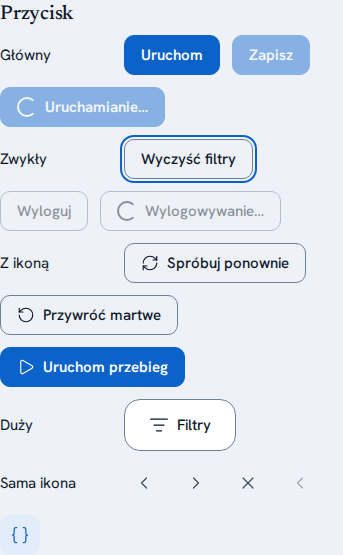 Przycisk
Główny Uruchom Zapisz
Uruchamianie...
Zwykły Wyczyść filtry
Wyloguj Wylogowywanie...
Z ikoną Spróbuj ponownie
Przywróć martwe
Uruchom przebieg
Duży Filtry
Sama ikona
{ }